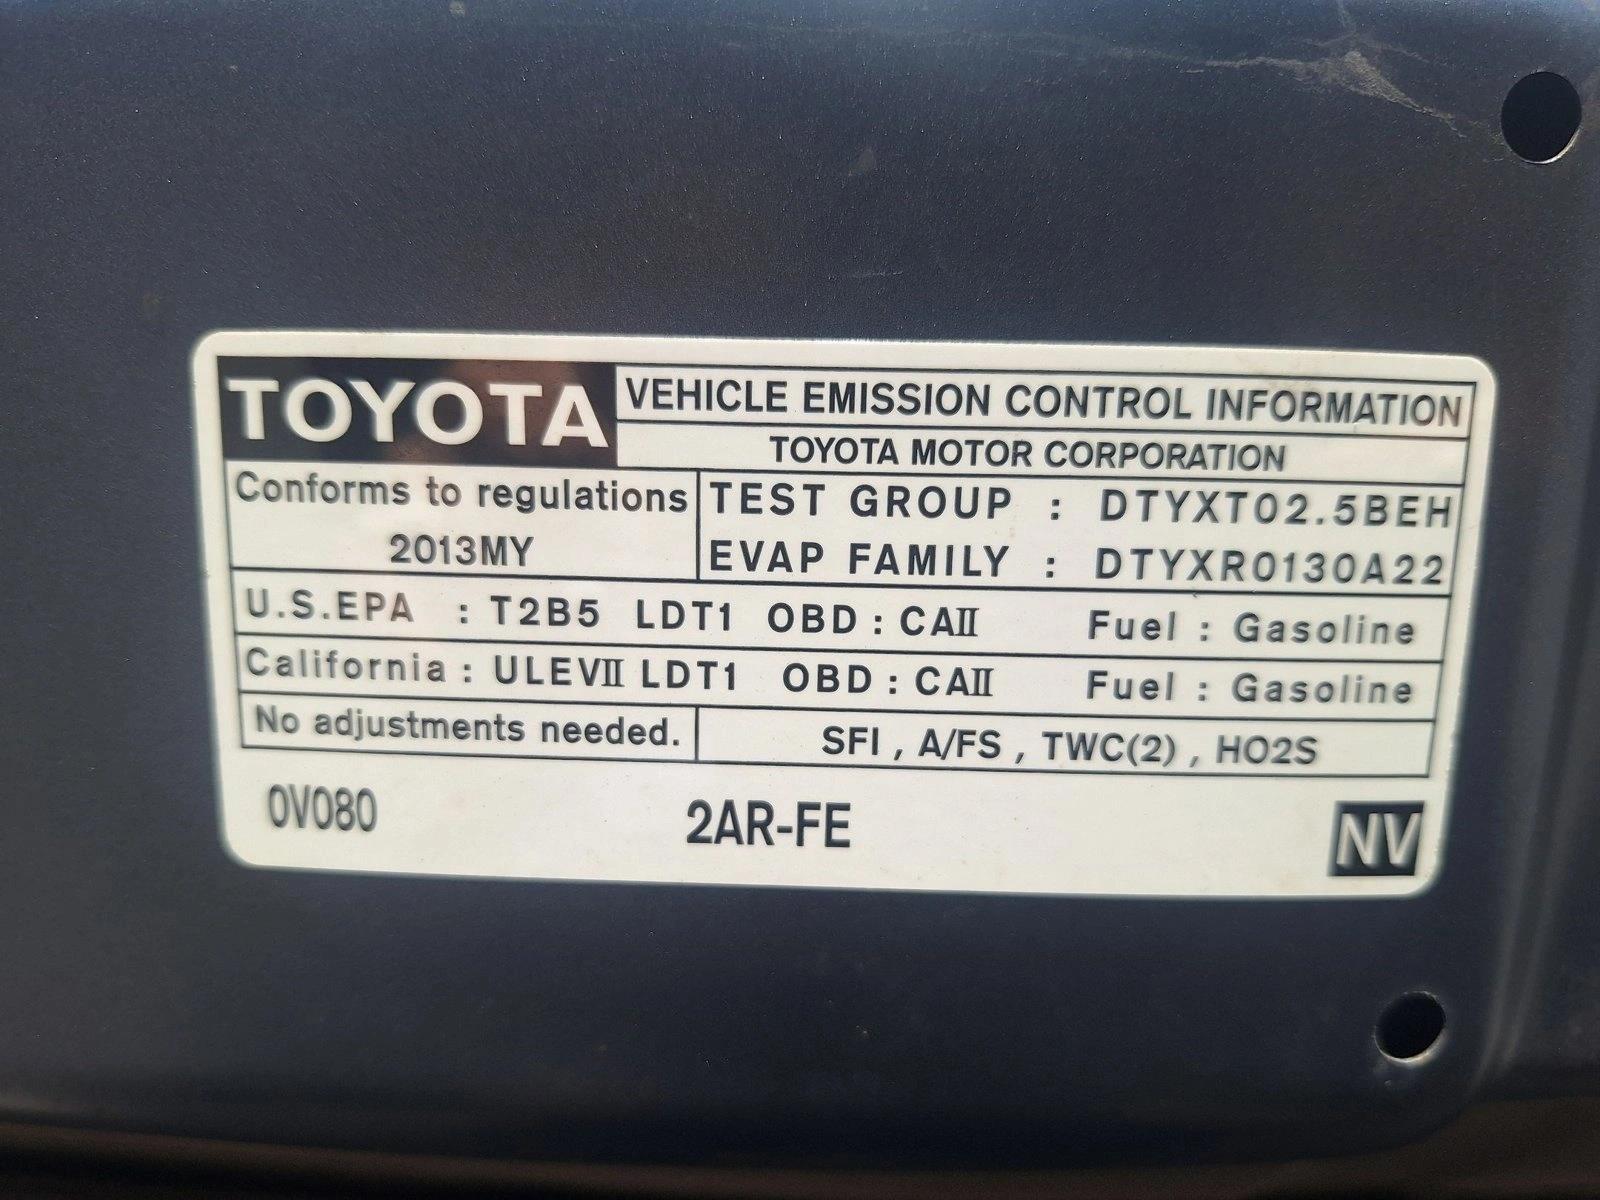 TOYOTA VEHICLE EMISSION CONTROL INFORMATION
TOYOTA MOTOR CORPORATION
Conforms to regulations
2013MY
TEST GROUP : DTYXT02.5BEH
EVAP FAMILY : DTYXR0130A22
U.S.EPA : T2B5 LDT1 OBD : CAⅡ Fuel : Gasoline
California : ULEVⅡ LDT1 OBD : CAⅡ Fuel : Gasoline
No adjustments needed. SFI , A/FS , TWC(2) , HO2S
0V080 2AR-FE NV